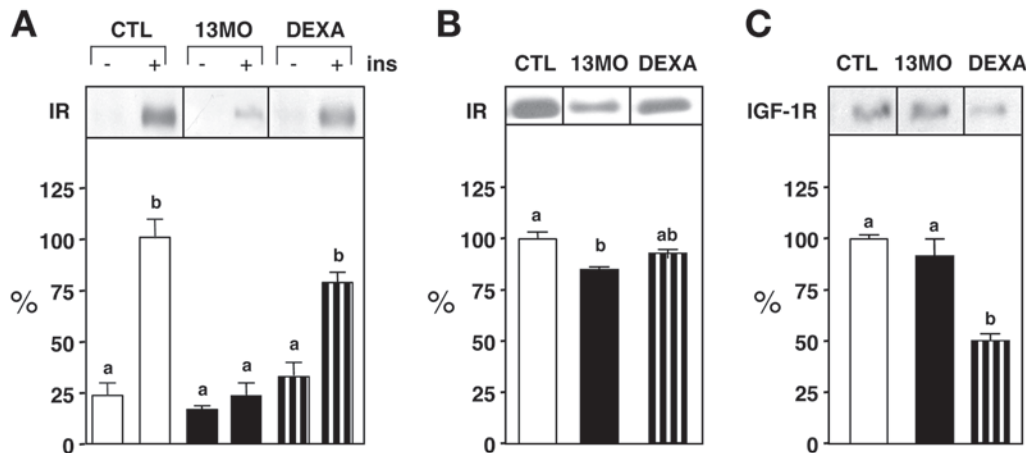 A
CTL 13MO DEXA
- + - + - + ins
IR
125
100
75
50
25
0
%
a
b
a
a
a
b
B
CTL 13MO DEXA
IR
125
100
75
50
25
0
%
a
b
ab
C
CTL 13MO DEXA
IGF-1R
125
100
75
50
25
0
%
a
a
b